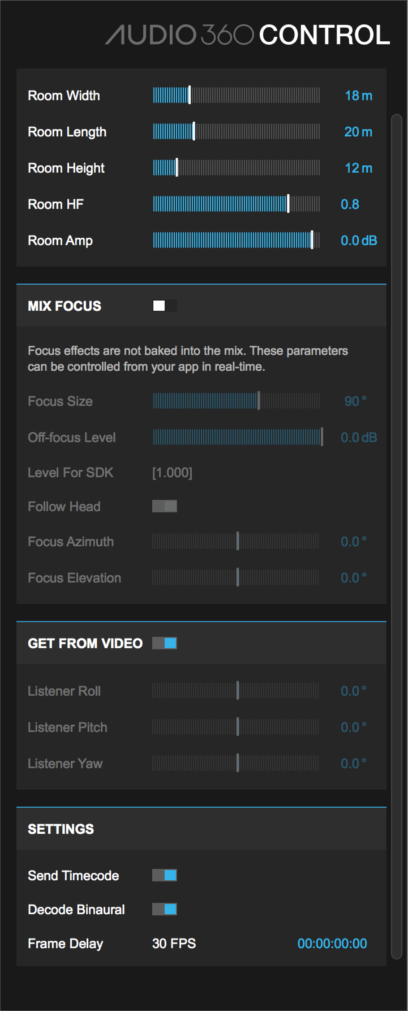 AUDIO360 CONTROL
Room Width 18 m
Room Length 20 m
Room Height 12 m
Room HF 0.8
Room Amp 0.0 dB
MIX FOCUS
Focus effects are not baked into the mix. These parameters
can be controlled from your app in real-time.
Focus Size 90 °
Off-focus Level 0.0 dB
Level For SDK [1.000]
Follow Head
Focus Azimuth 0.0 °
Focus Elevation 0.0 °
GET FROM VIDEO
Listener Roll 0.0 °
Listener Pitch 0.0 °
Listener Yaw 0.0 °
SETTINGS
Send Timecode
Decode Binaural
Frame Delay 30 FPS 00:00:00:00